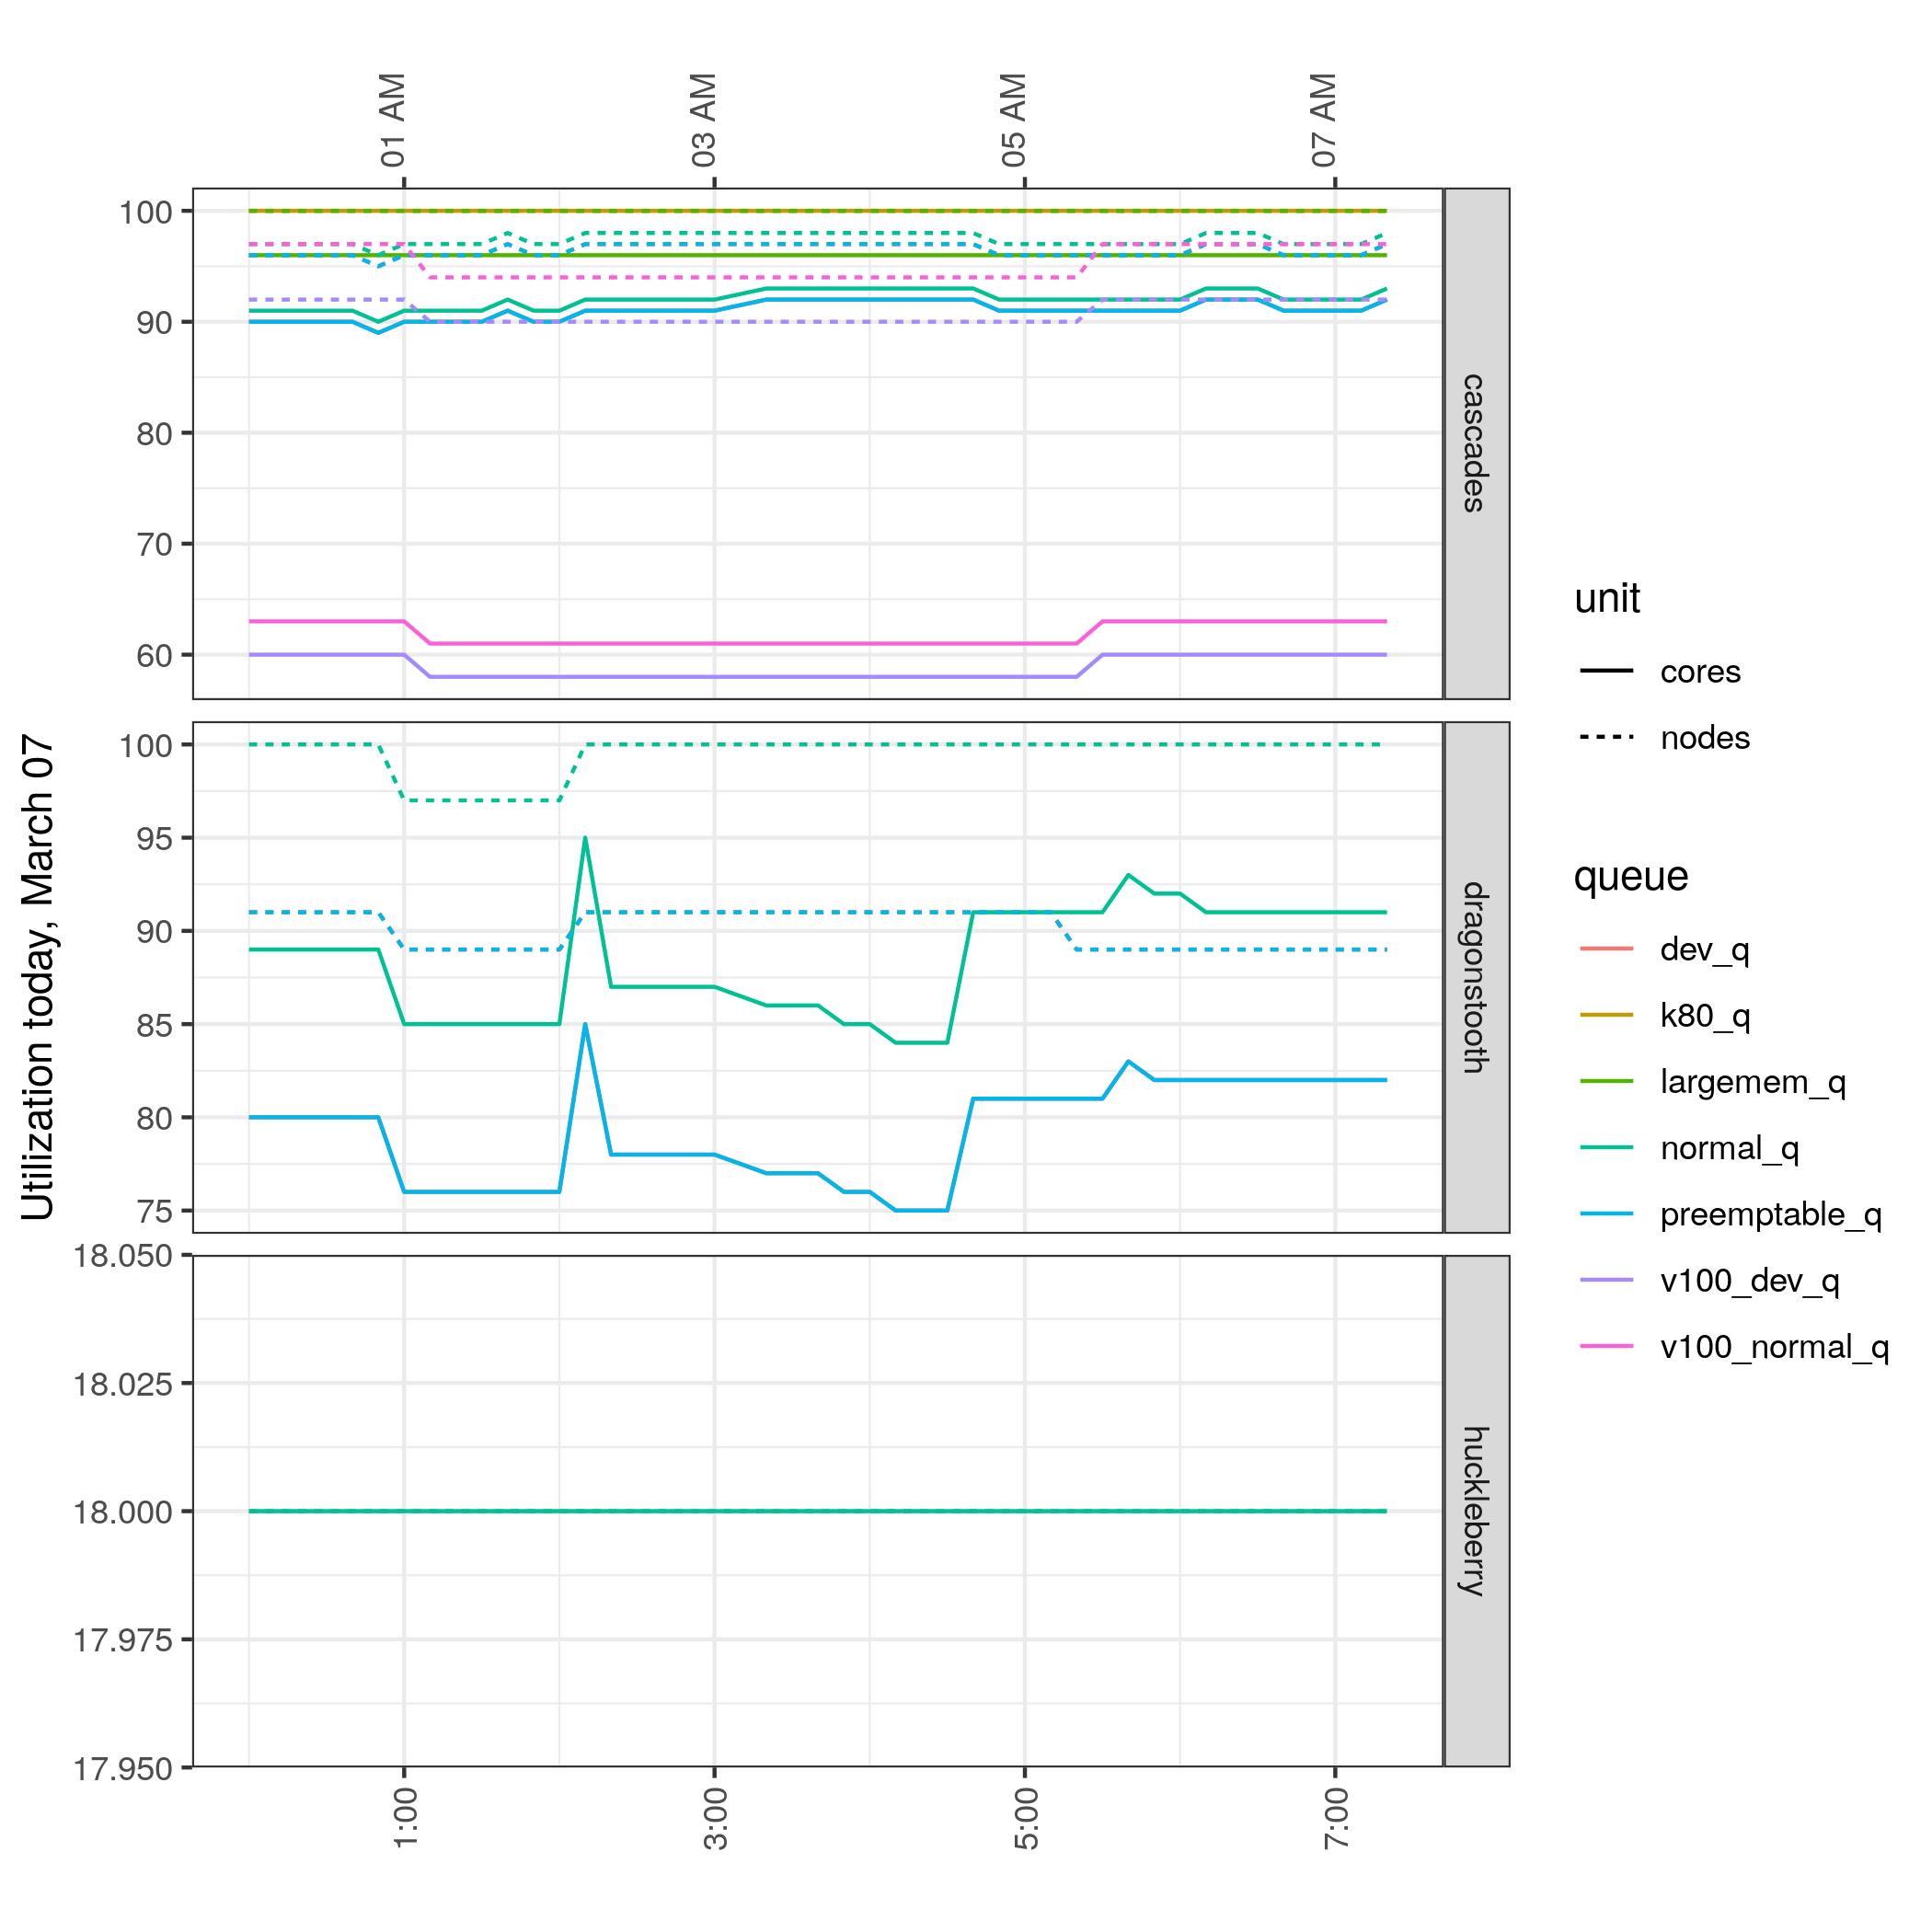 01 AM
03 AM
05 AM
07 AM
100
90
80
70
60
cascades
Utilization today, March 07
100
95
90
85
80
75
dragonstooth
18.050
18.025
18.000
17.975
17.950
huckleberry
1:00
3:00
5:00
7:00
unit
cores
nodes
queue
dev_q
k80_q
largemem_q
normal_q
preemptable_q
v100_dev_q
v100_normal_q